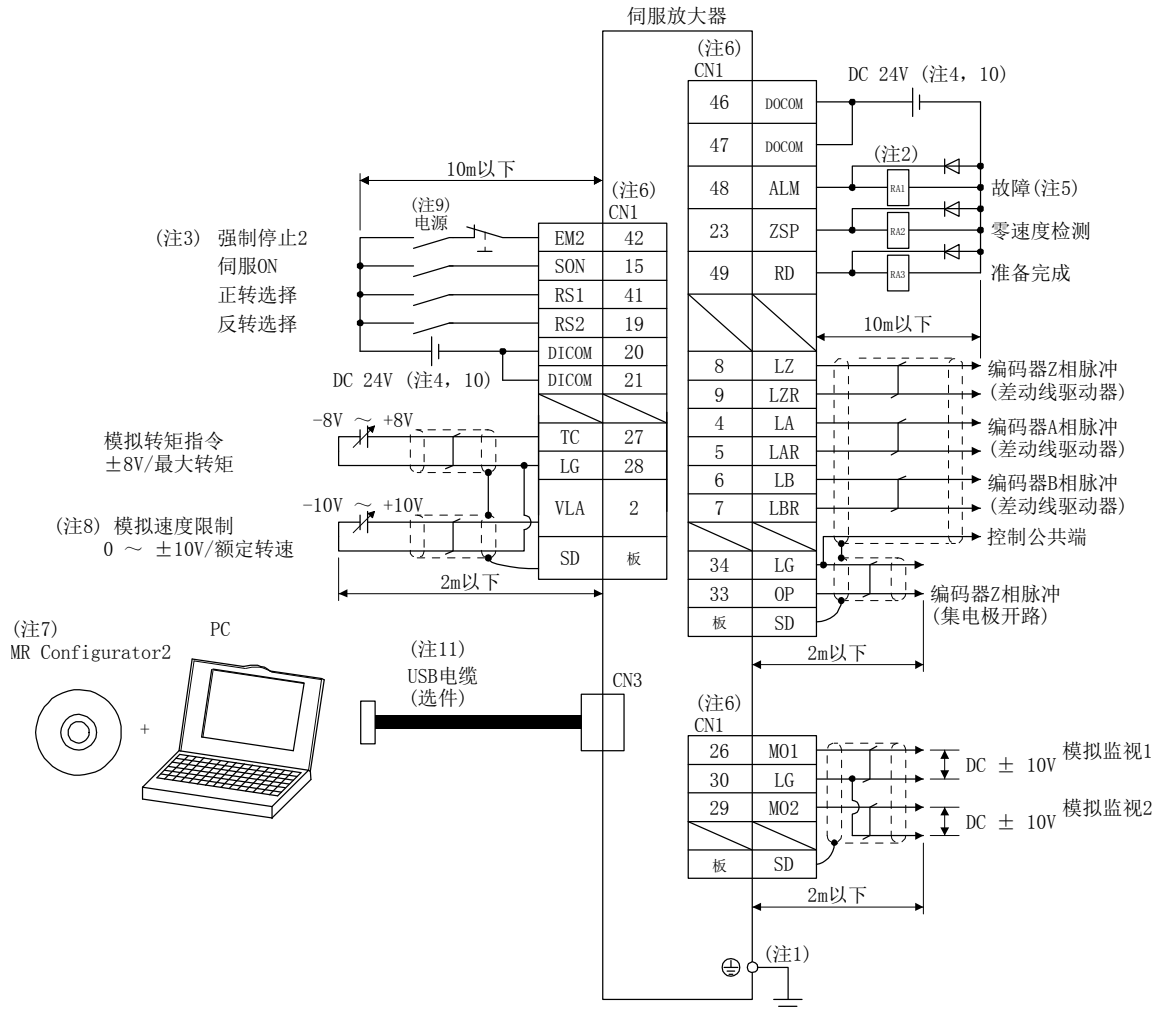 伺服放大器
(注6)
CN1
DC 24V (注4, 10)
46 DOCOM
47 DOCOM
(注2)
48 ALM RA1 故障(注5)
23 ZSP RA2 零速度检测
49 RD RA3 准备完成
10m以下
8 LZ 编码器Z相脉冲
9 LZR (差动线驱动器)
4 LA 编码器A相脉冲
5 LAR (差动线驱动器)
6 LB 编码器B相脉冲
7 LBR (差动线驱动器)
控制公共端
34 LG
33 OP 编码器Z相脉冲
(集电极开路)
板 SD
2m以下
10m以下
(注6)
CN1
(注9)
电源
(注3) 强制停止2 EM2 42
伺服ON SON 15
正转选择 RS1 41
反转选择 RS2 19
DICOM 20
DC 24V (注4, 10) DICOM 21
-8V ~ +8V
模拟转矩指令 TC 27
±8V/最大转矩 LG 28
-10V ~ +10V
(注8) 模拟速度限制 VLA 2
0 ~ ±10V/额定转速
SD 板
2m以下
(注7)
MR Configurator2
PC
+
(注11)
USB电缆
(选件)
CN3
(注6)
CN1
26 MO1 模拟监视1
DC ± 10V
30 LG
29 MO2 模拟监视2
DC ± 10V
板 SD
2m以下
(注1)